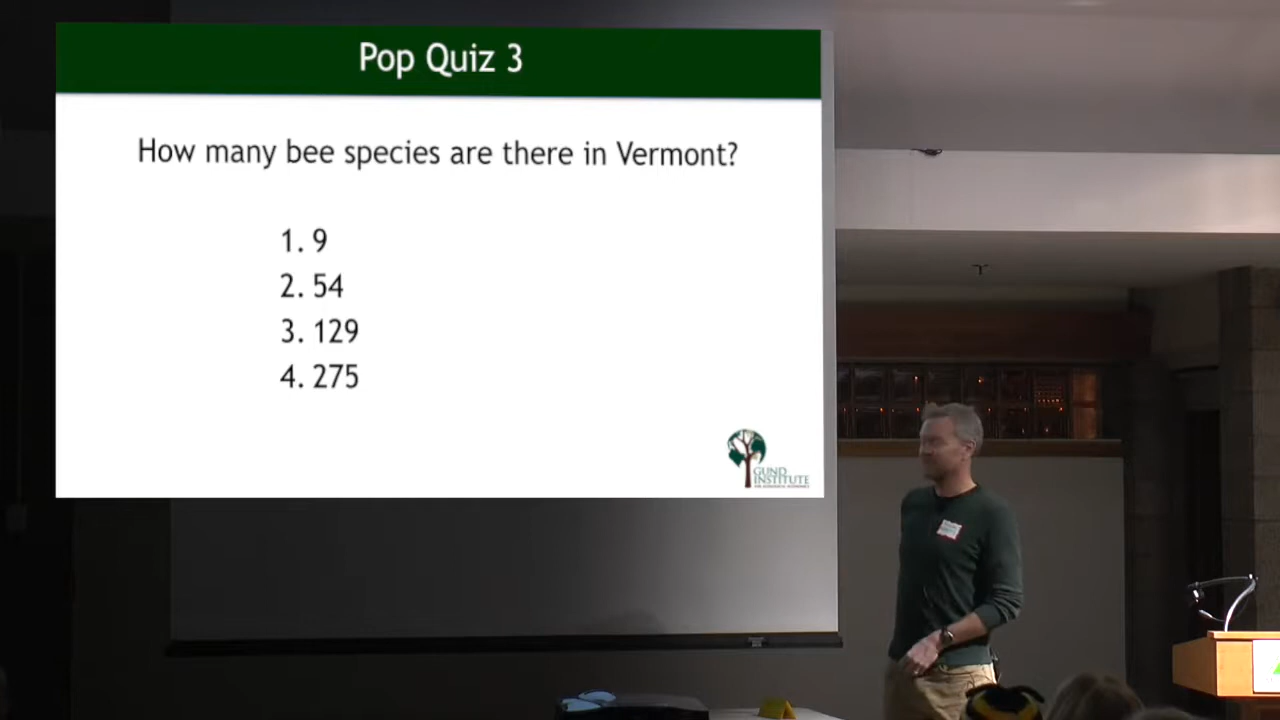 Pop Quiz 3
How many bee species are there in Vermont?
1. 9
2. 54
3. 129
4. 275
GUND
INSTITUTE